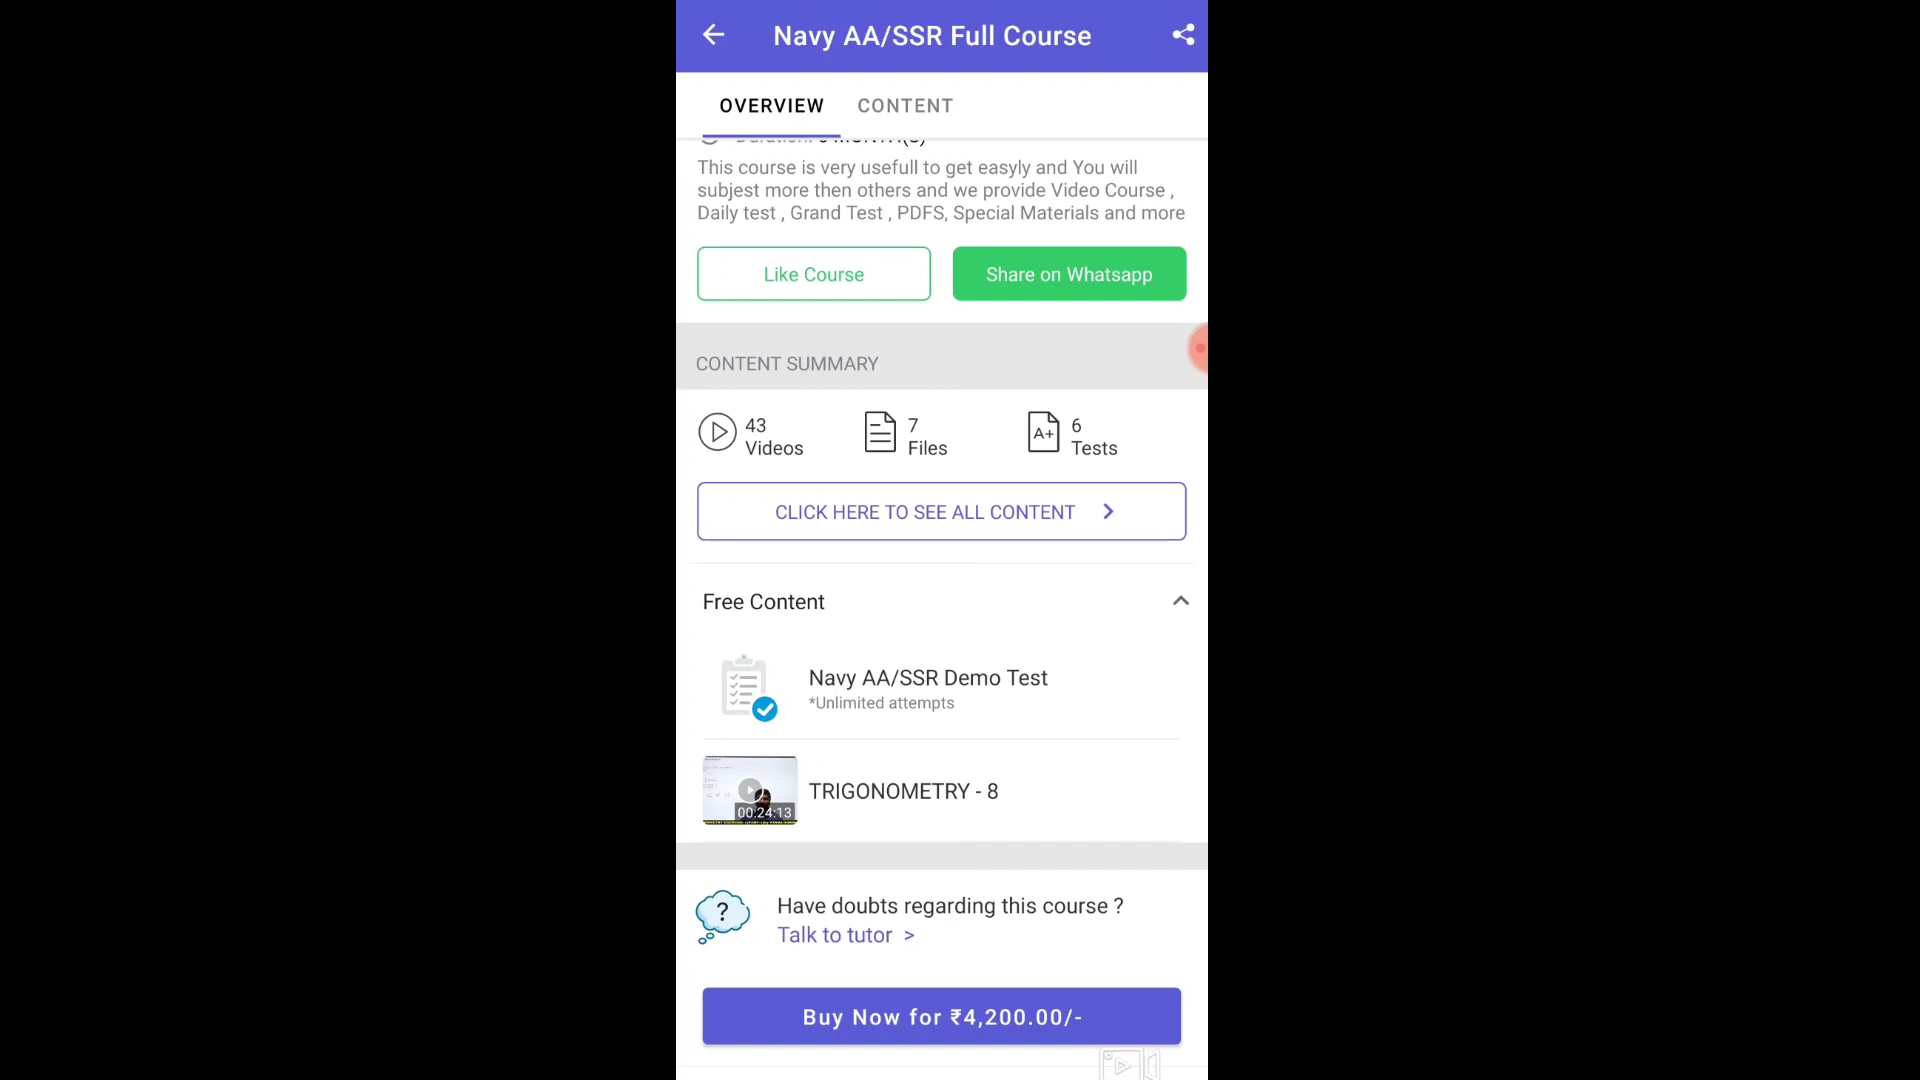 Navy AA/SSR Full Course
OVERVIEW CONTENT
This course is very usefull to get easyly and You will
subjest more then others and we provide Video Course ,
Daily test , Grand Test , PDFS, Special Materials and more
Like Course Share on Whatsapp
CONTENT SUMMARY
43 7 6
Videos Files Tests
A+
CLICK HERE TO SEE ALL CONTENT
Free Content
Navy AA/SSR Demo Test
*Unlimited attempts
TRIGONOMETRY - 8
00:24:13
?
Have doubts regarding this course ?
Talk to tutor >
Buy Now for ₹4,200.00/-